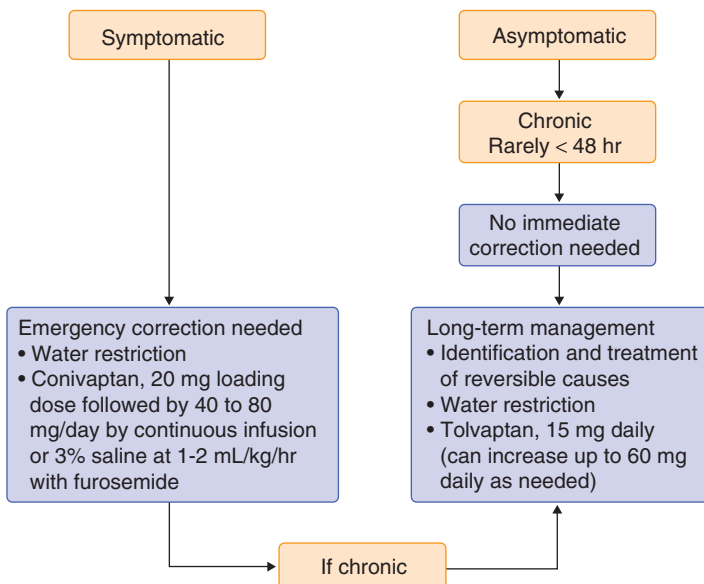 Symptomatic
Asymptomatic
Chronic
Rarely < 48 hr
No immediate
correction needed
Emergency correction needed
• Water restriction
• Conivaptan, 20 mg loading
dose followed by 40 to 80
mg/day by continuous infusion
or 3% saline at 1-2 mL/kg/hr
with furosemide
Long-term management
• Identification and treatment
of reversible causes
• Water restriction
• Tolvaptan, 15 mg daily
(can increase up to 60 mg
daily as needed)
If chronic